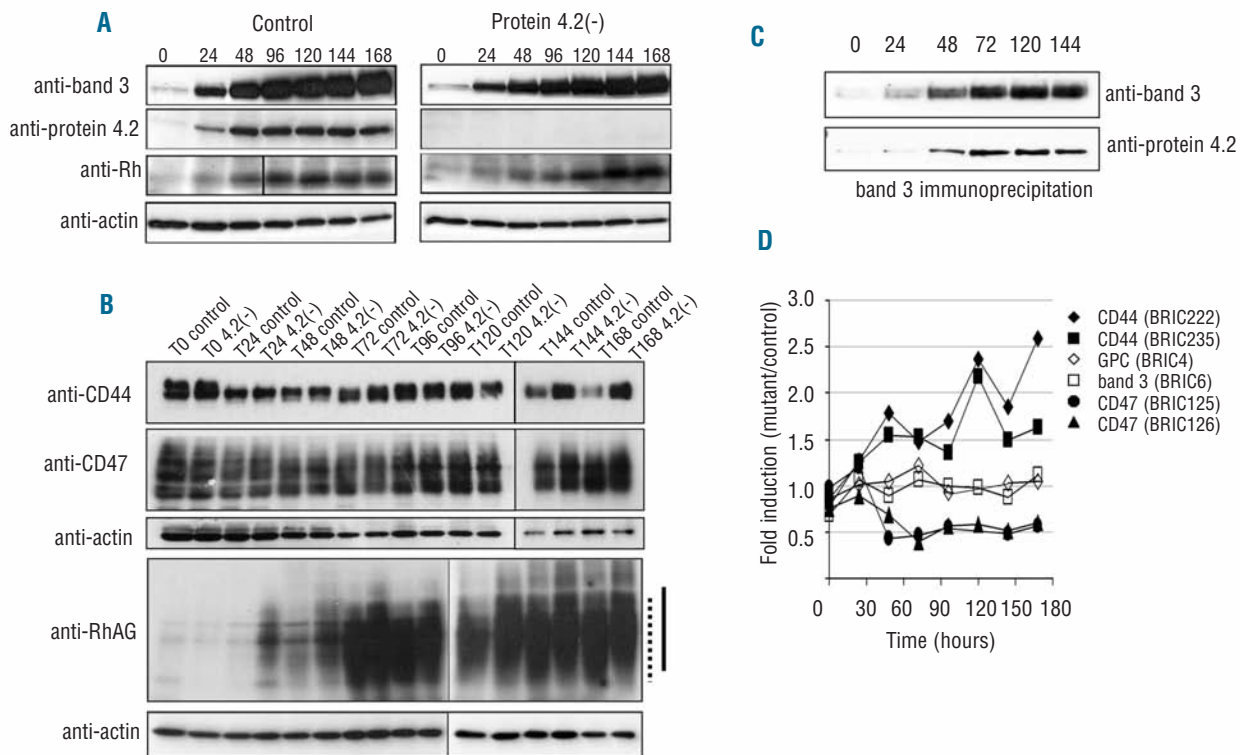 A
Control
Protein 4.2(-)
0 24 48 96 120 144 168
0 24 48 96 120 144 168
anti-band 3
anti-protein 4.2
anti-Rh
anti-actin
C
0 24 48 72 120 144
anti-band 3
anti-protein 4.2
band 3 immunoprecipitation
B
T0 control
T0 4.2(-)
T24 control
T24 4.2(-)
T48 control
T48 4.2(-)
T72 control
T72 4.2(-)
T96 control
T96 4.2(-)
T120 control
T120 4.2(-)
T144 control
T144 4.2(-)
T168 control
T168 4.2(-)
anti-CD44
anti-CD47
anti-actin
anti-RhAG
anti-actin
D
Fold induction (mutant/control)
3.0
2.5
2.0
1.5
1.0
0.5
0 30 60 90 120 150 180
Time (hours)
CD44 (BRIC222)
CD44 (BRIC235)
GPC (BRIC4)
band 3 (BRIC6)
CD47 (BRIC125)
CD47 (BRIC126)